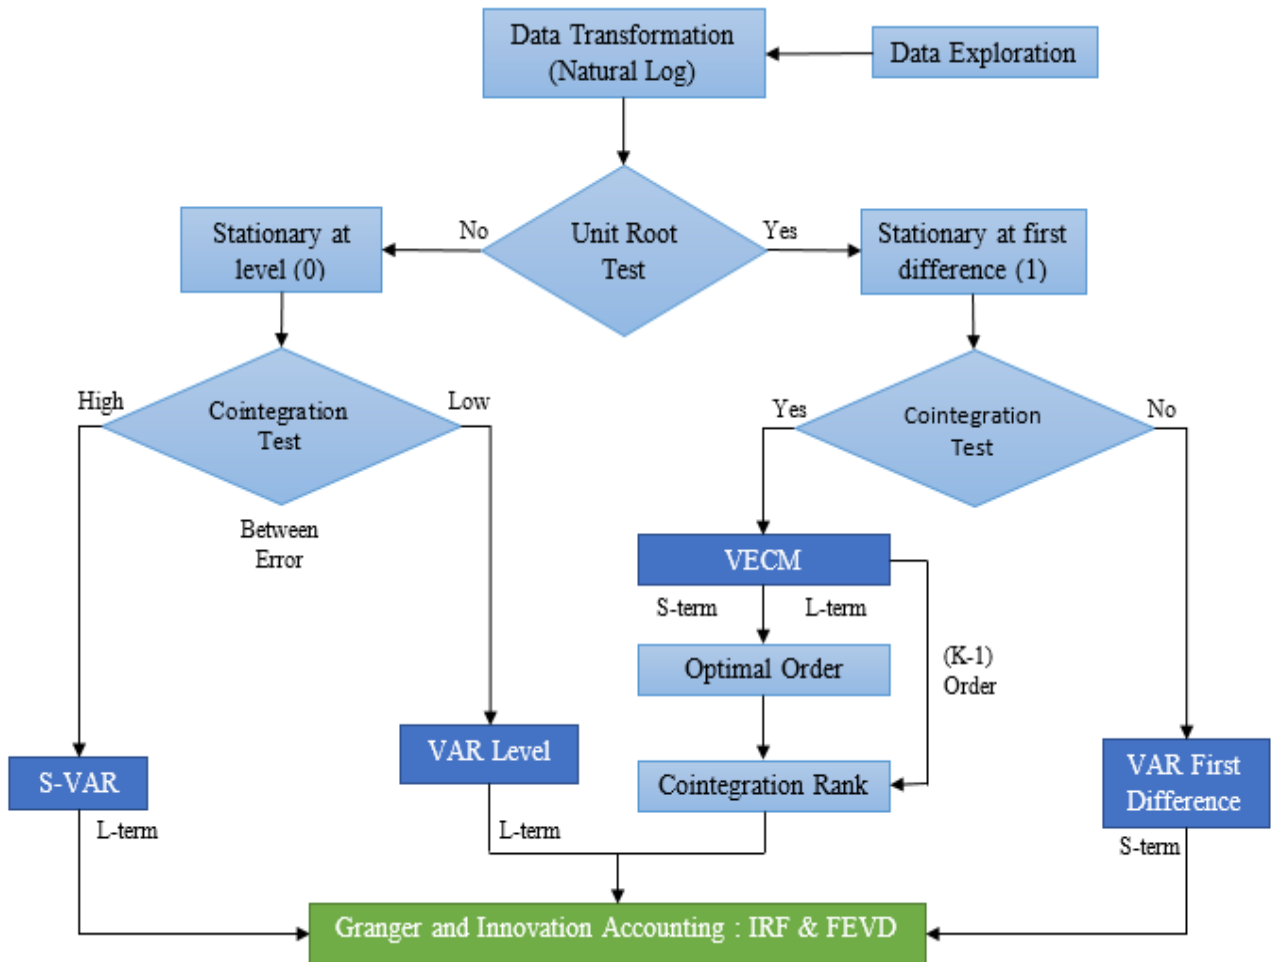 Data Transformation
(Natural Log)
Data Exploration
No
Unit Root
Test
Yes
Stationary at
level (0)
Stationary at first
difference (1)
High
Cointegration
Test
Low
Between
Error
Yes
Cointegration
Test
No
VECM
S-term
L-term
Optimal Order
(K-1)
Order
S-VAR
VAR Level
Cointegration Rank
VAR First
Difference
L-term
L-term
S-term
Granger and Innovation Accounting : IRF & FEVD